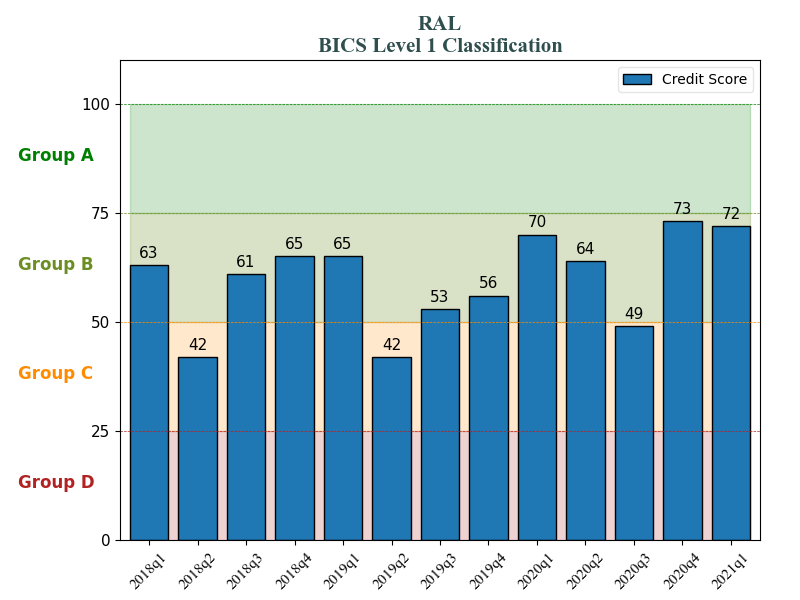 RAL
BICS Level 1 Classification
Credit Score
100
Group A
75
73
72
70
65
65
64
63
61
Group B
56
53
50
49
42
42
Group C
25
Group D
0
2018q1
2018q2
2018q3
2018q4
2019q1
2019q2
2019q3
2019q4
2020q1
2020q2
2020q3
2020q4
2021q1